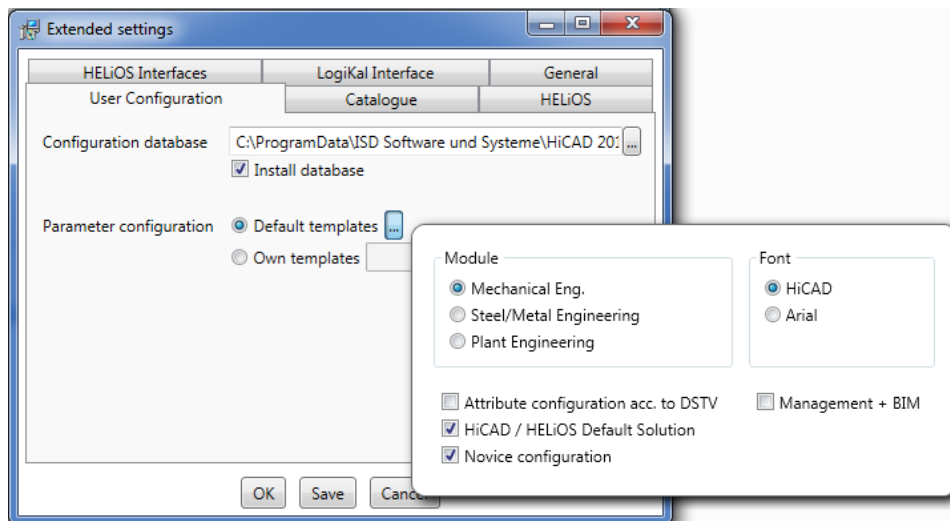 Extended settings
HELiOS Interfaces LogiKal Interface General
User Configuration Catalogue HELiOS
Configuration database C:\ProgramData\ISD Software und Systeme\HiCAD 201 ...
Install database
Parameter configuration Default templates ...
Own templates
Module Font
Mechanical Eng. HiCAD
Steel/Metal Engineering Arial
Plant Engineering
Attribute configuration acc. to DSTV Management + BIM
HiCAD / HELiOS Default Solution
Novice configuration
OK Save Cancel